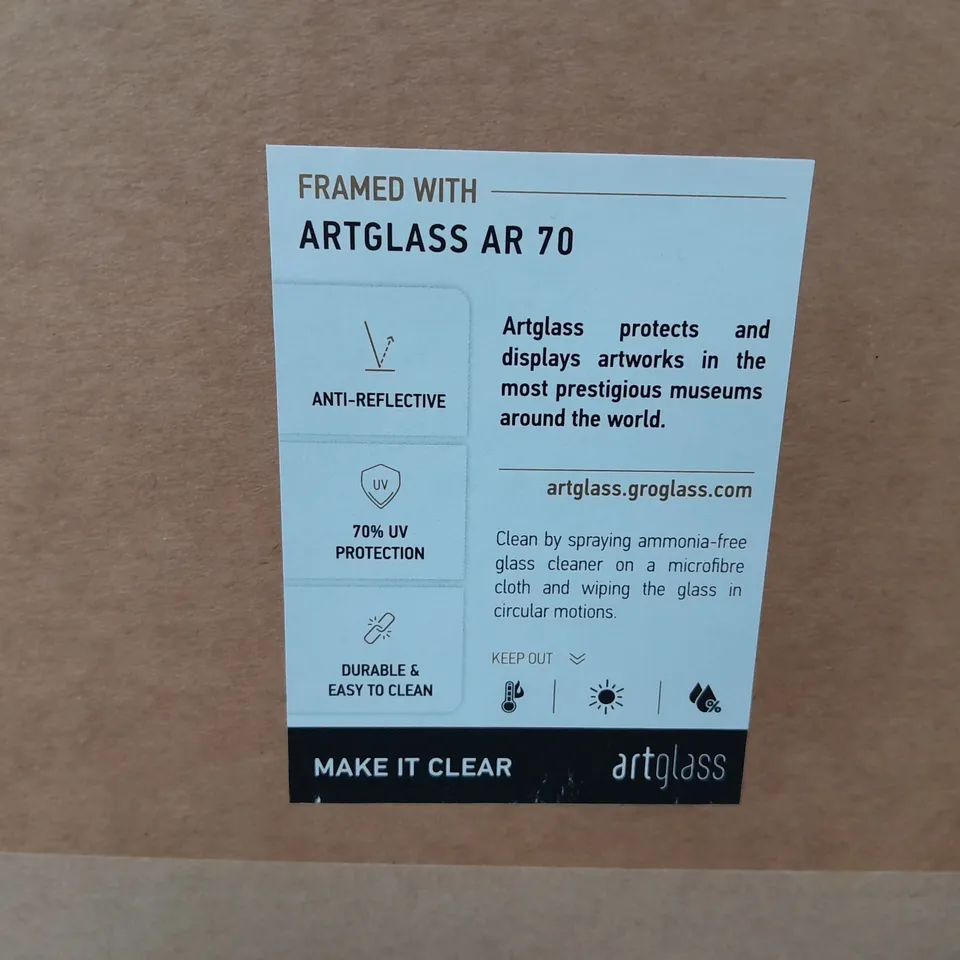 FRAMED WITH
ARTGLASS AR 70
ANTI-REFLECTIVE
UV
70% UV
PROTECTION
DURABLE &
EASY TO CLEAN
Artglass protects and
displays artworks in the
most prestigious museums
around the world.
artglass.groglass.com
Clean by spraying ammonia-free
glass cleaner on a microfibre
cloth and wiping the glass in
circular motions.
KEEP OUT
%
MAKE IT CLEAR
artglass